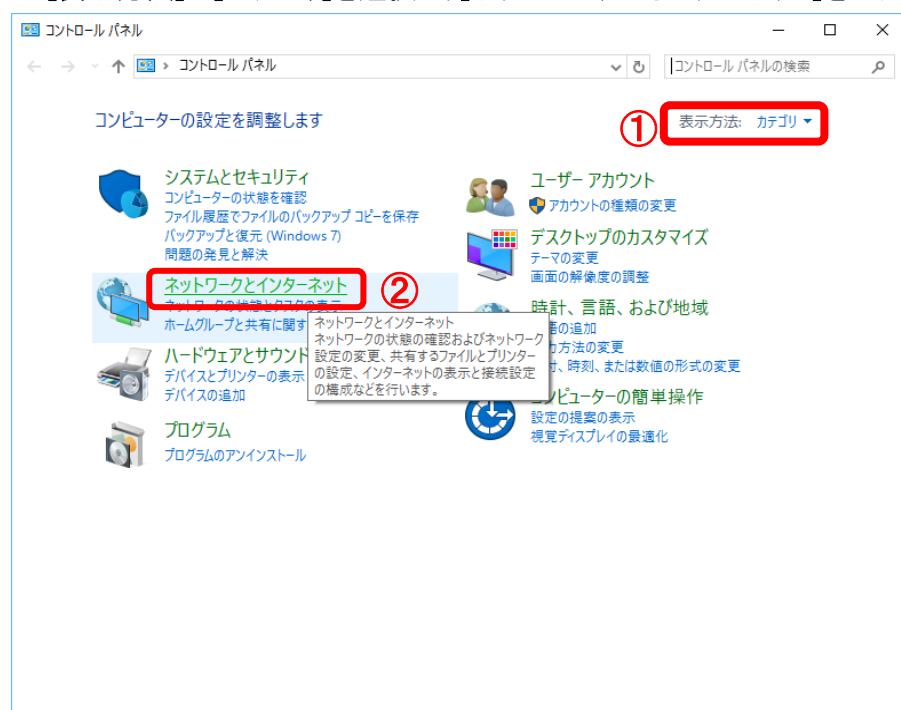 コントロール パネル
コントロール パネル
コントロール パネルの検索
コンピューターの設定を調整します
①
表示方法: カテゴリ
システムとセキュリティ
コンピューターの状態を確認
ファイル履歴でファイルのバックアップ コピーを保存
バックアップと復元 (Windows 7)
問題の発見と解決
ネットワークとインターネット
②
ネットワークの状態とタスクの表示
ホームグループと共有に関す
ネットワークとインターネット
ネットワークの状態の確認およびネットワーク
設定の変更、共有するファイルとプリンター
の設定、インターネットの表示と接続設定
の構成などを行います。
ハードウェアとサウンド
デバイスとプリンターの表示
デバイスの追加
プログラム
プログラムのアンインストール
ユーザー アカウント
アカウントの種類の変更
デスクトップのカスタマイズ
テーマの変更
画面の解像度の調整
時計、言語、および地域
の追加
方法の変更
、時刻、または数値の形式の変更
コンピューターの簡単操作
設定の提案の表示
視覚ディスプレイの最適化